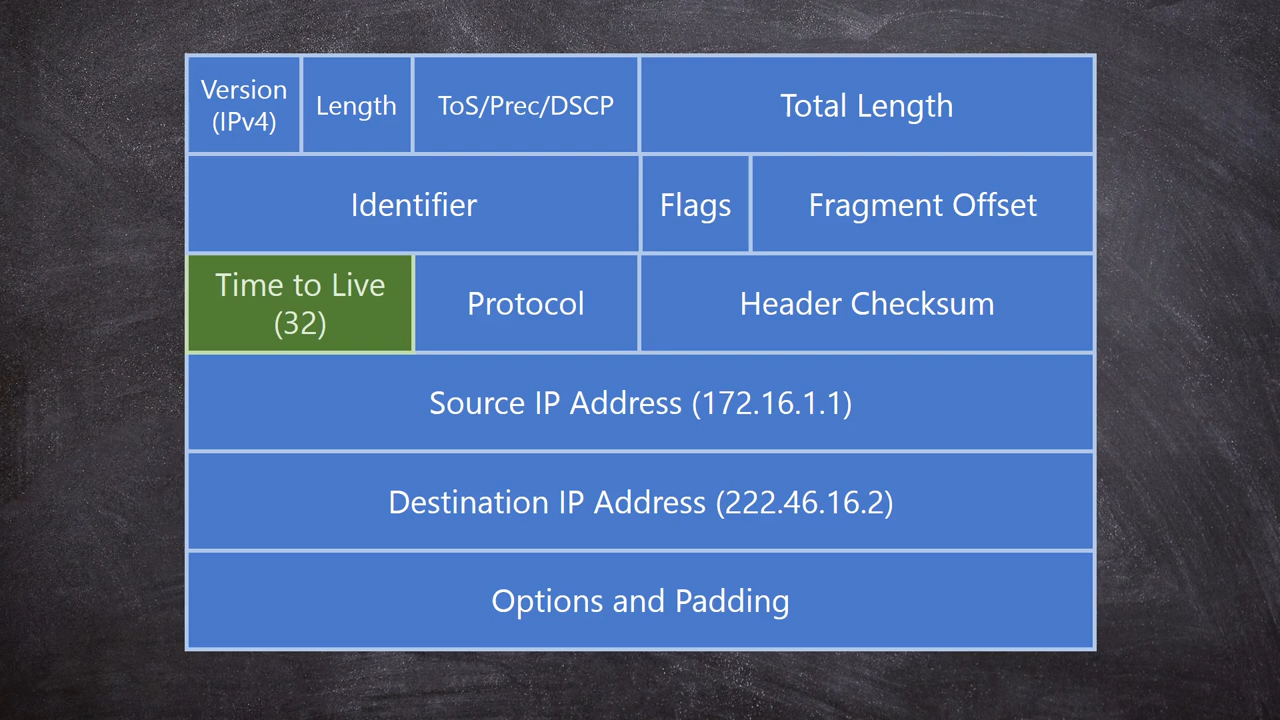 Version
(IPv4)
Length
ToS/Prec/DSCP
Total Length
Identifier
Flags
Fragment Offset
Time to Live
(32)
Protocol
Header Checksum
Source IP Address (172.16.1.1)
Destination IP Address (222.46.16.2)
Options and Padding